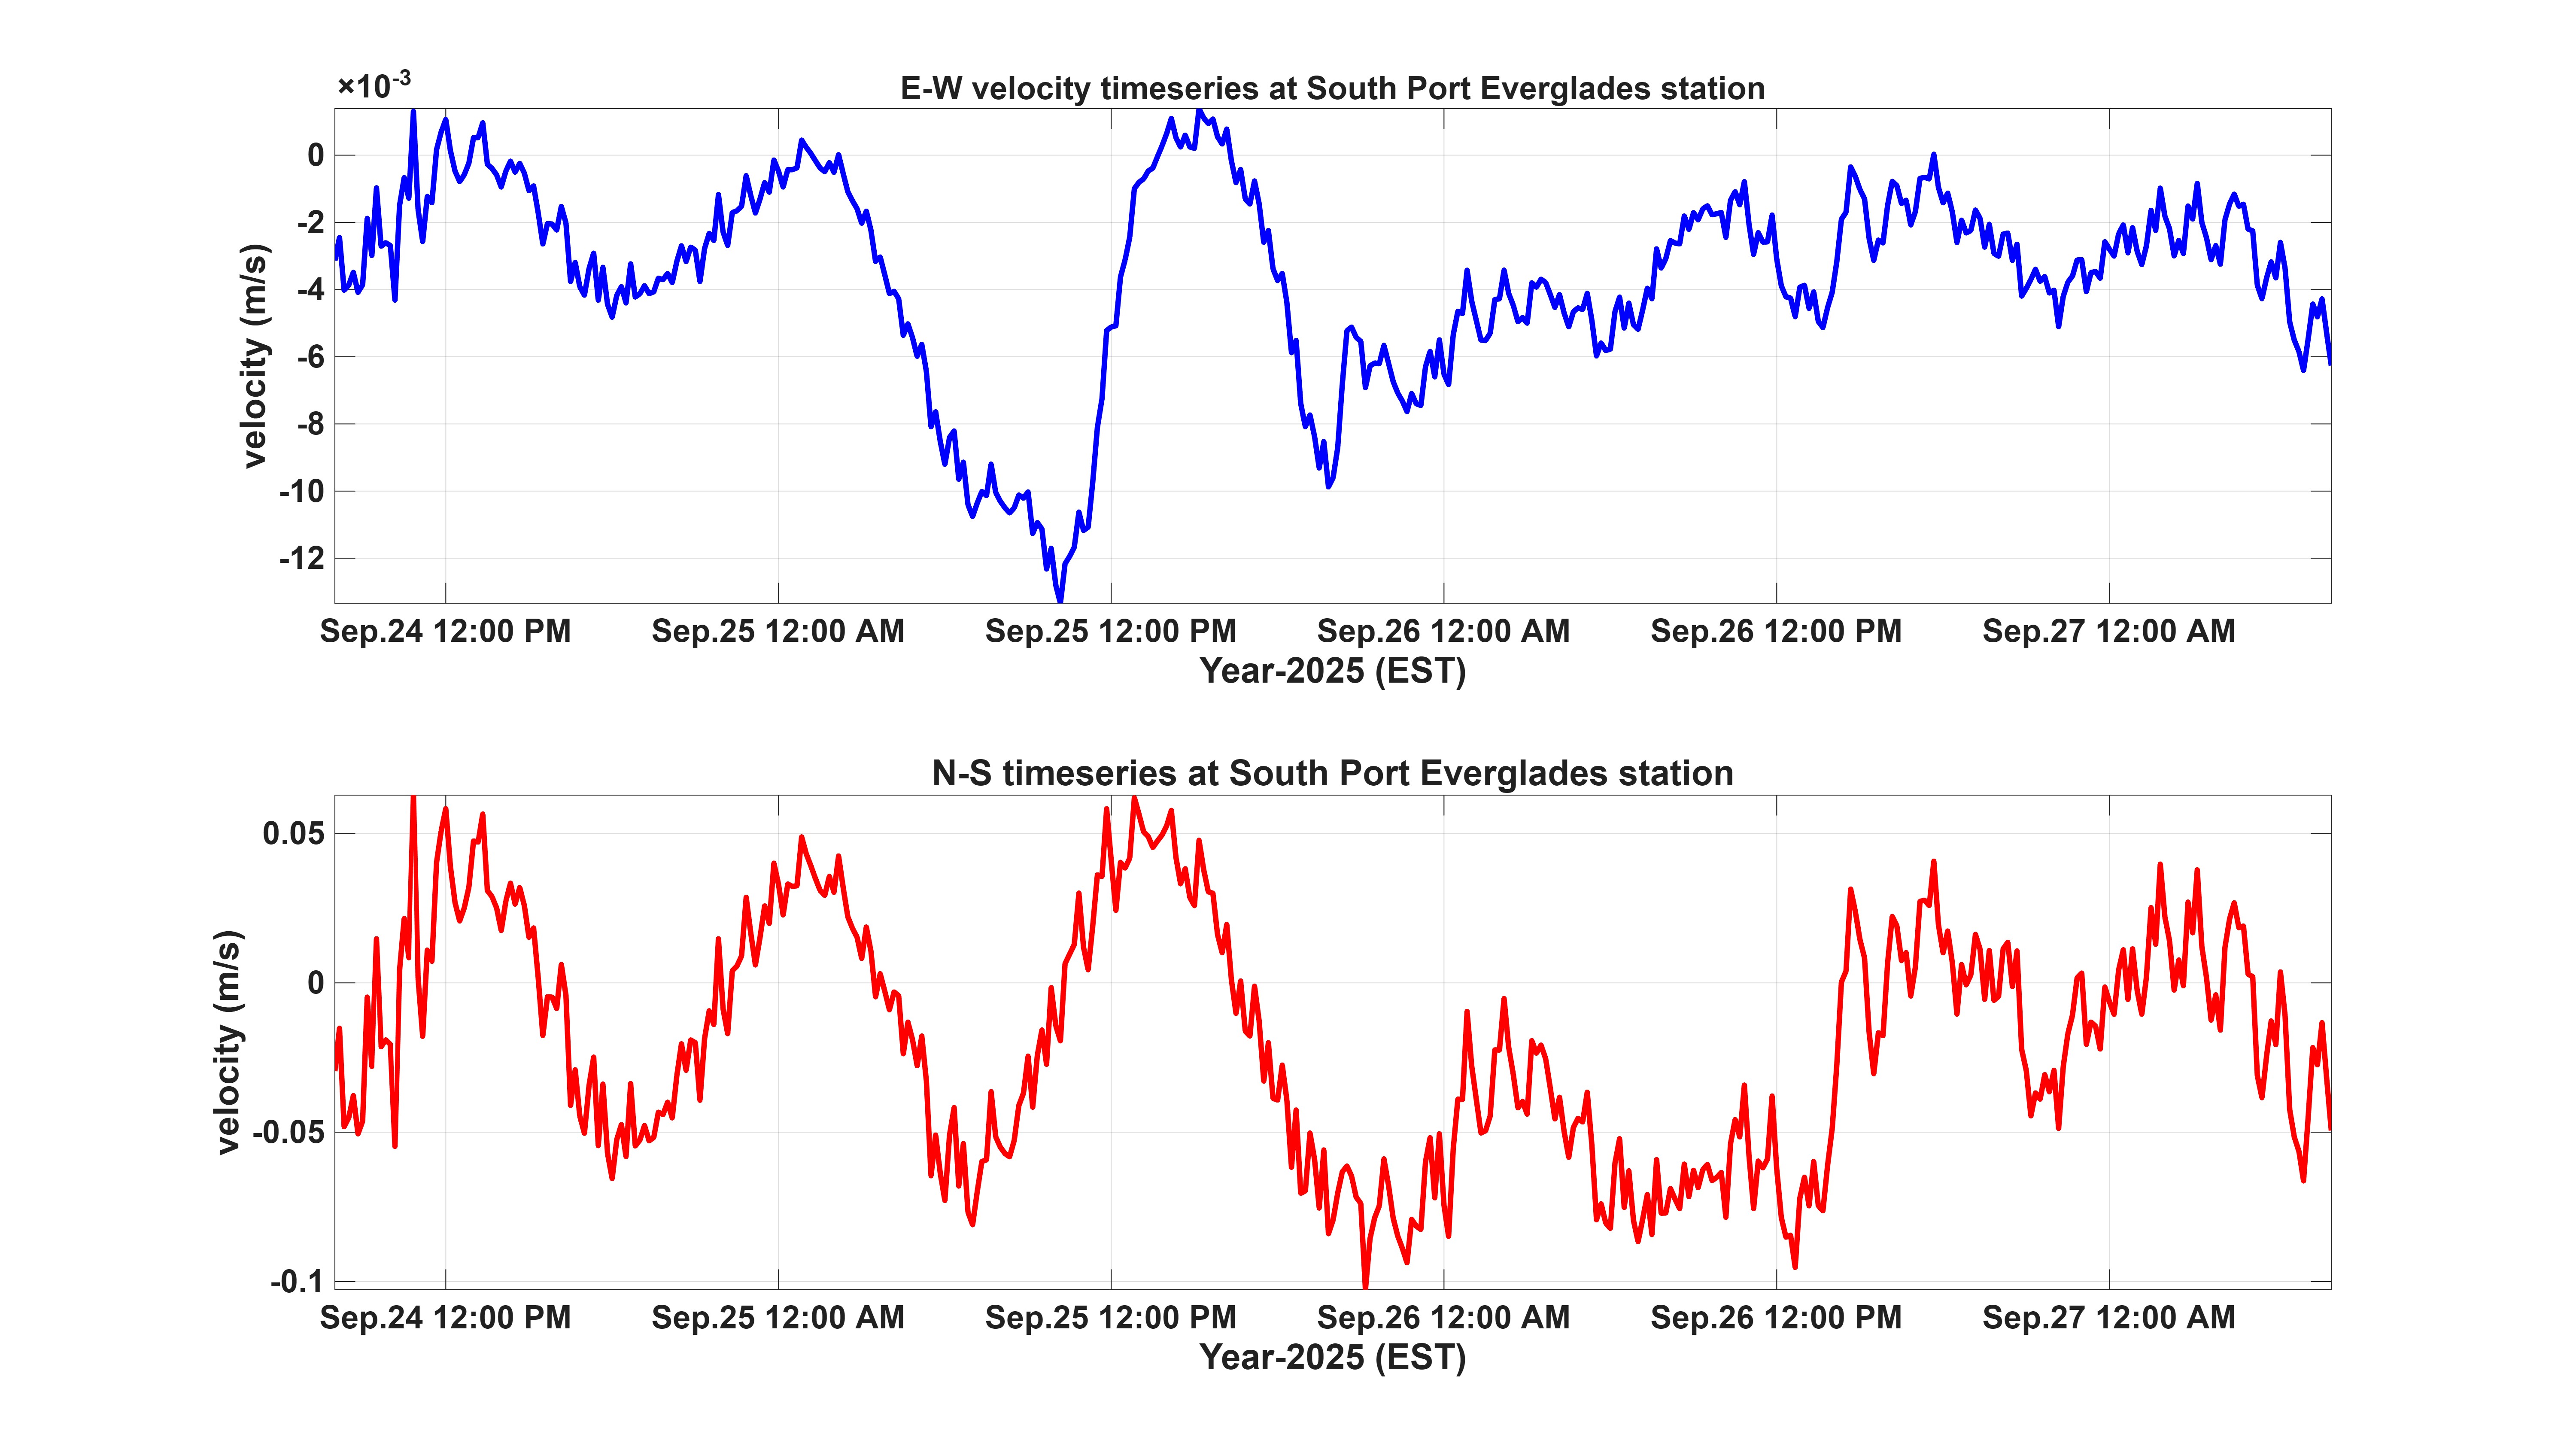 ×10-3
E-W velocity timeseries at South Port Everglades station
velocity (m/s)
0
-2
-4
-6
-8
-10
-12
Sep.24 12:00 PM Sep.25 12:00 AM Sep.25 12:00 PM Sep.26 12:00 AM Sep.26 12:00 PM Sep.27 12:00 AM
Year-2025 (EST)
N-S timeseries at South Port Everglades station
velocity (m/s)
0.05
0
-0.05
-0.1
Sep.24 12:00 PM Sep.25 12:00 AM Sep.25 12:00 PM Sep.26 12:00 AM Sep.26 12:00 PM Sep.27 12:00 AM
Year-2025 (EST)